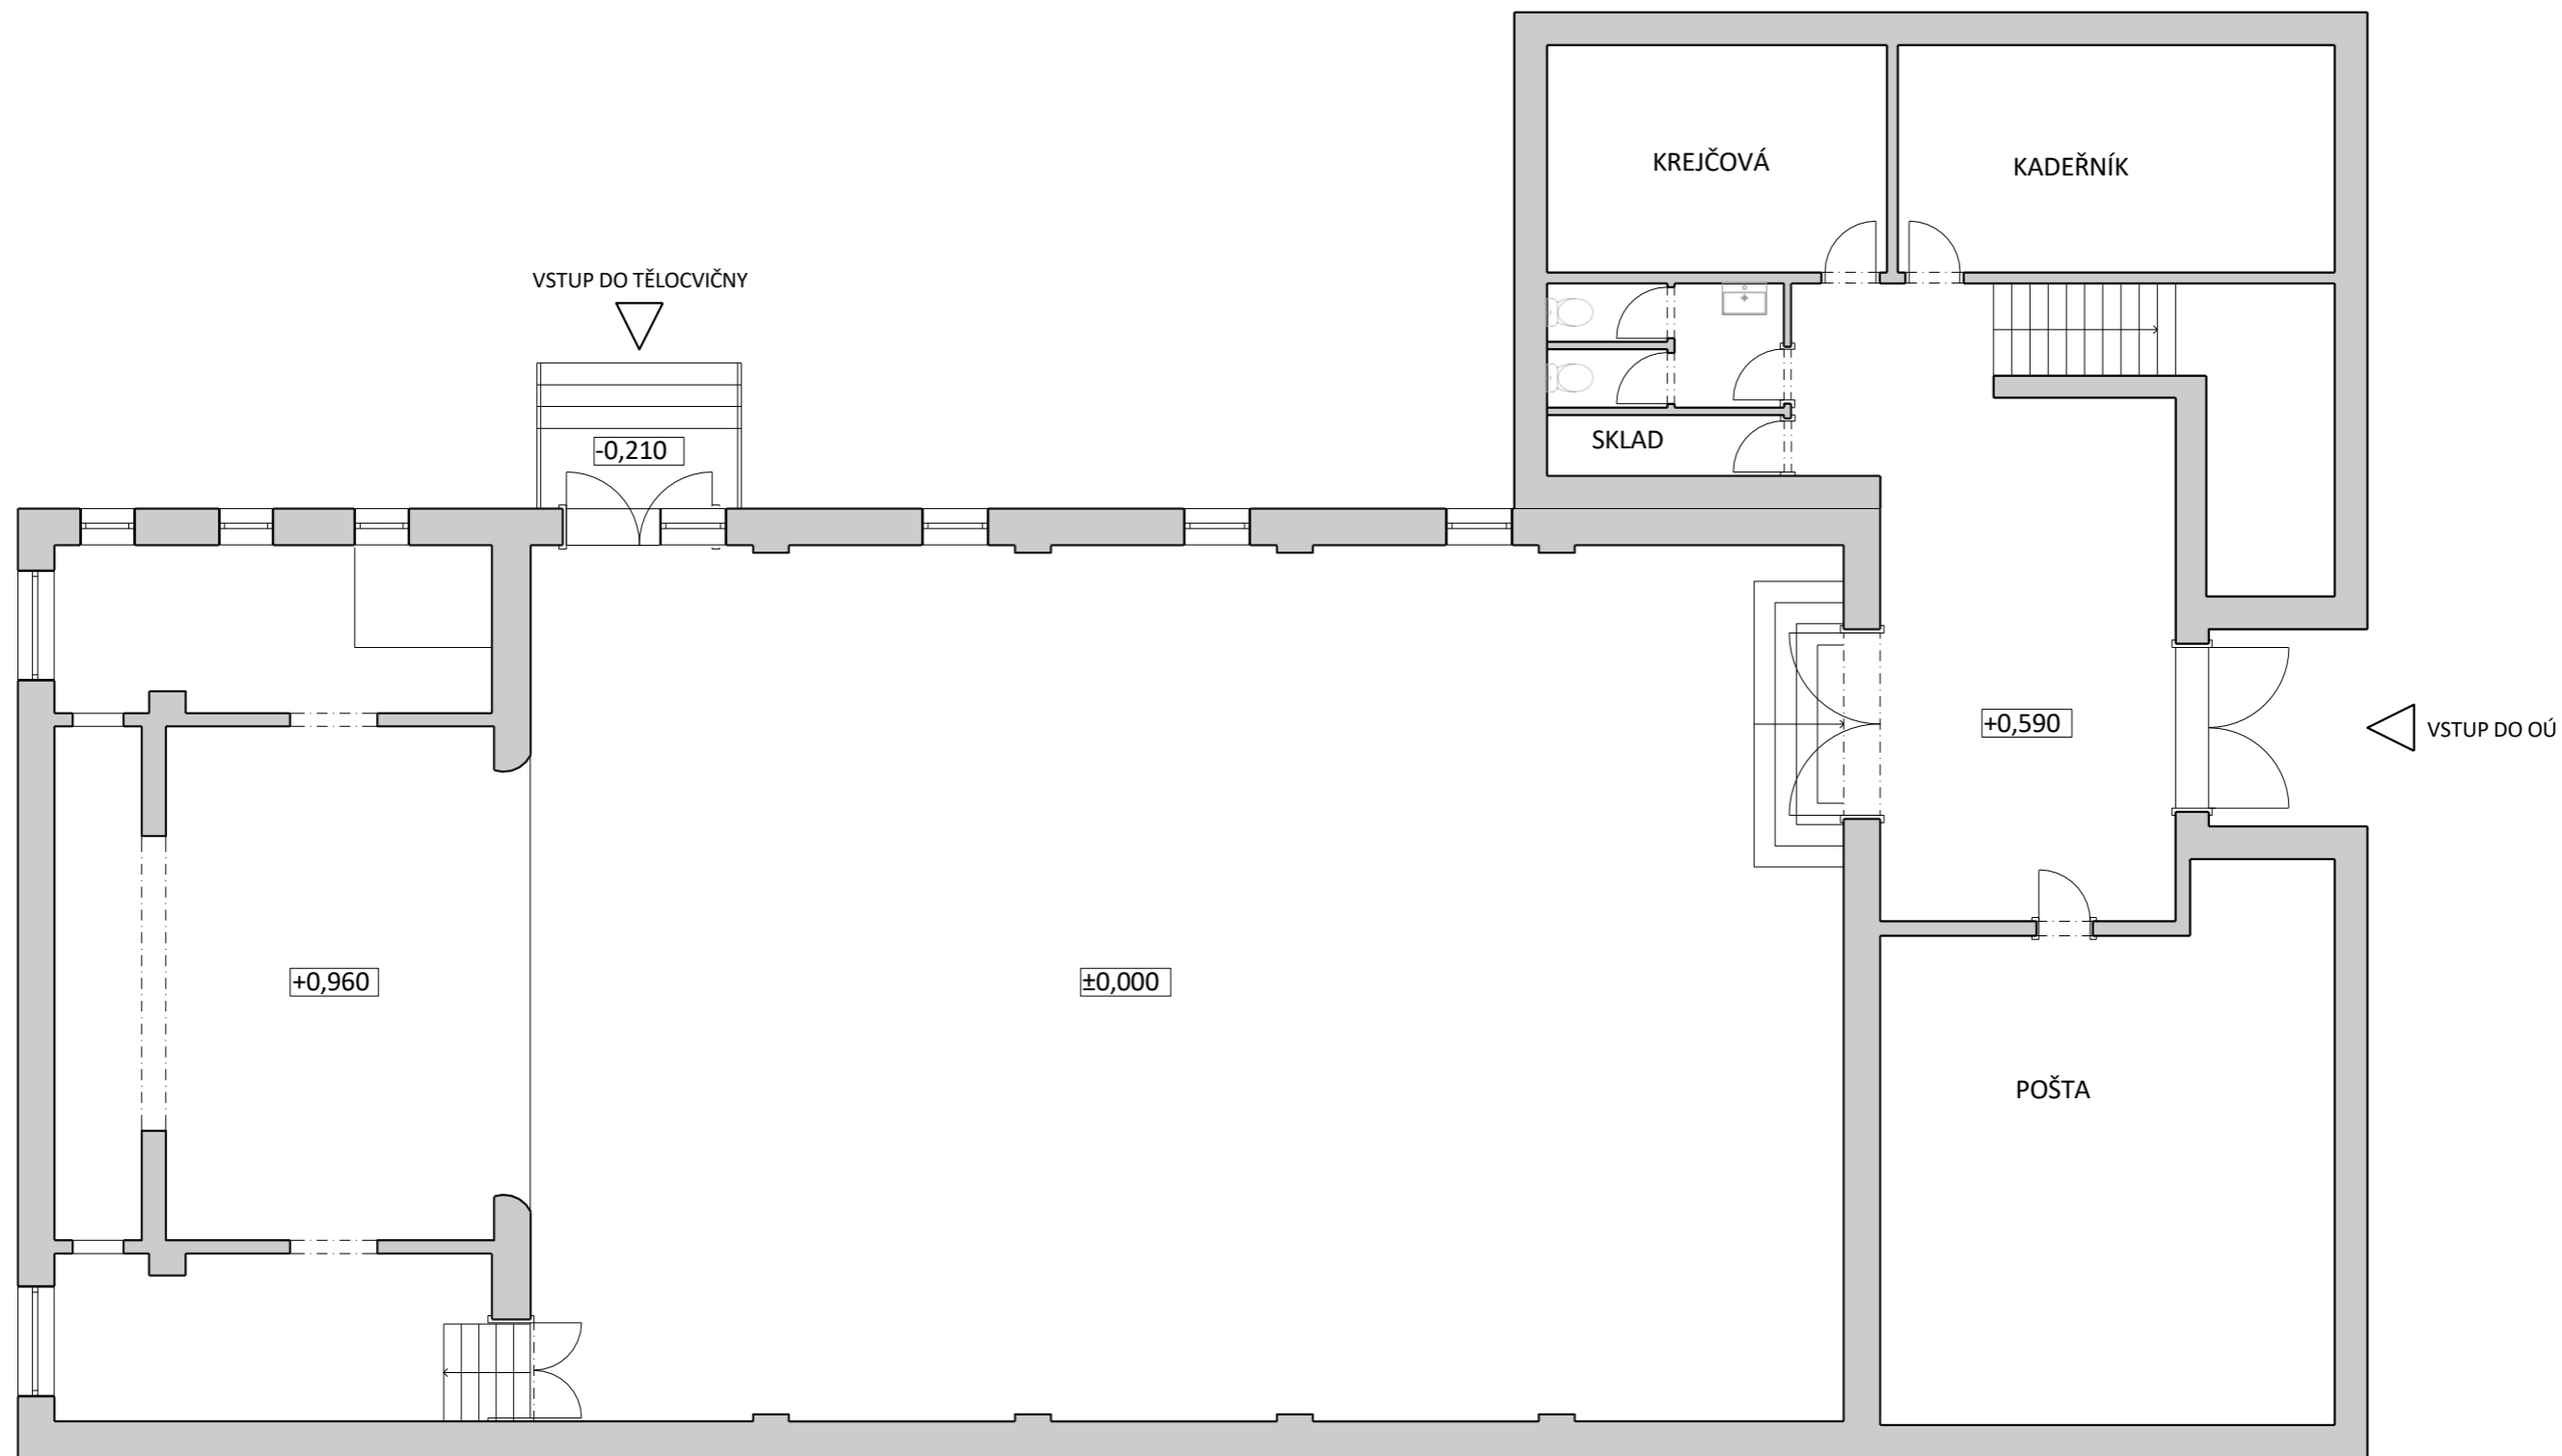 KREJČOVÁ
KADEŘNÍK
VSTUP DO TĚLOCVIČNY
SKLAD
-0,210
+0,590
VSTUP DO OÚ
+0,960
±0,000
POŠTA